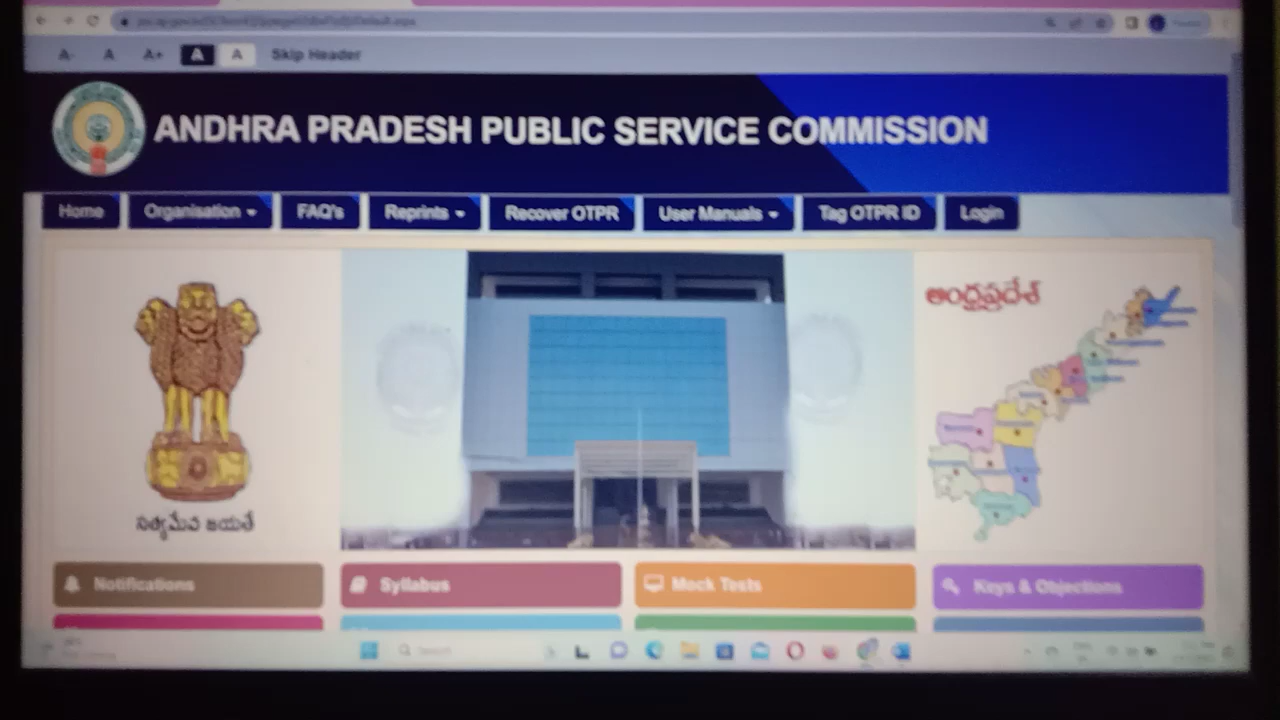 A- A A+ A A Skip Header
ANDHRA PRADESH PUBLIC SERVICE COMMISSION
Home Organisation FAQ's Reprints Recover OTPR User Manuals Tag OTPR ID Login
ఆంధ్రప్రదేశ్
సత్యమేవ జయతే
Notifications Syllabus Mock Tests Keys & Objections
Search